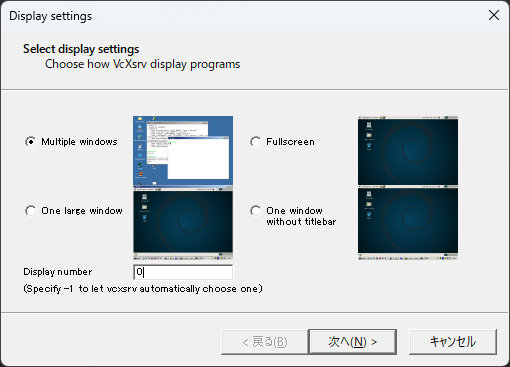 Display settings
Select display settings
Choose how VcXsrv display programs
Multiple windows
Fullscreen
One large window
One window
without titlebar
Display number
0
(Specify -1 to let vcxsrv automatically choose one)
< 戻る(B)
次へ(N) >
キャンセル